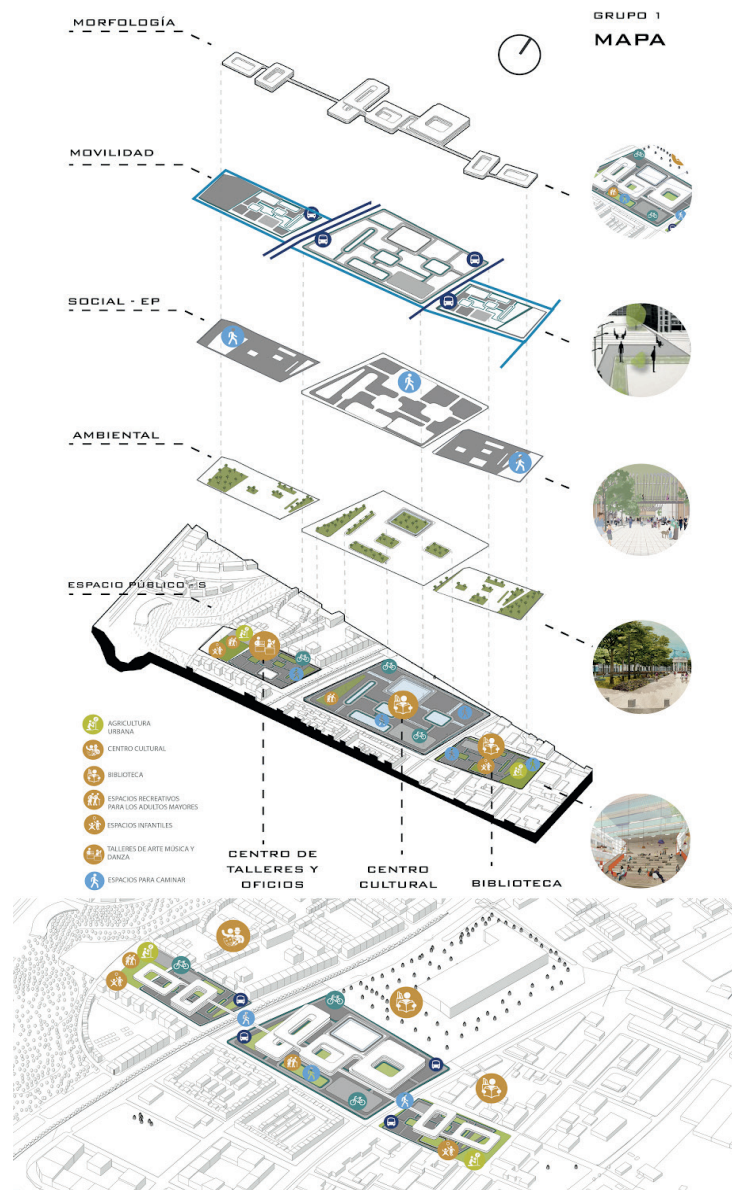 GRUPO 1
MAPA
MORFOLOGÍA
MOVILIDAD
SOCIAL - EP
AMBIENTAL
ESPACIO PÚBLICO - S
AGRICULTURA
URBANA
CENTRO CULTURAL
BIBLIOTECA
ESPACIOS RECREATIVOS
PARA LOS ADULTOS MAYORES
ESPACIOS INFANTILES
TALLERES DE ARTE MÚSICA Y
DANZA
ESPACIOS PARA CAMINAR
CENTRO DE
TALLERES Y
OFICIOS
CENTRO
CULTURAL
BIBLIOTECA